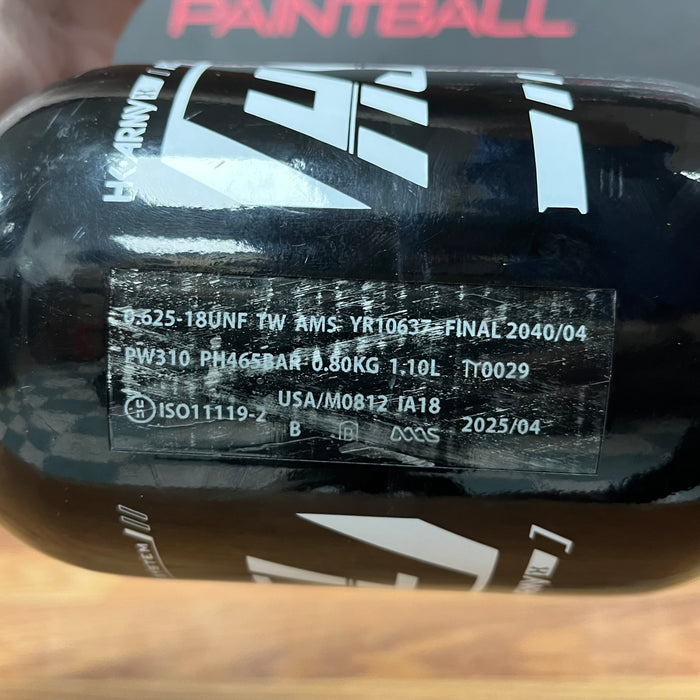 PAINTBALL
HK ARMY
0.625-18UNF TW AMS YR10637 FINAL 2040/04
PW310 PH465BAR 0.80KG 1.10L TT0029
USA/M0812 IA18
ISO11119-2
B B AMS 2025/04